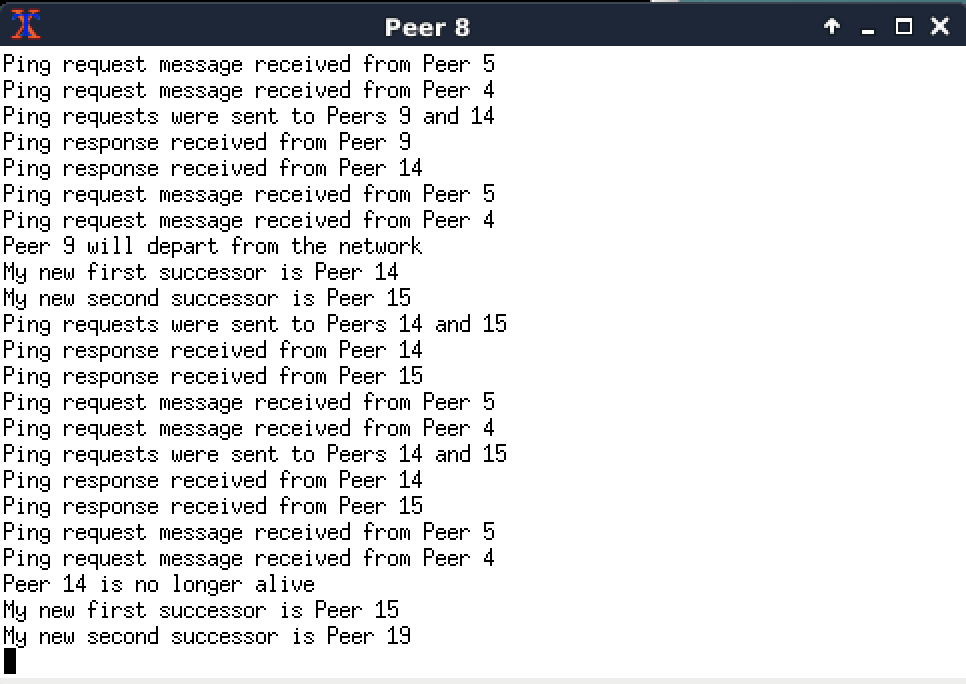 Peer 8
Ping request message received from Peer 5
Ping request message received from Peer 4
Ping requests were sent to Peers 9 and 14
Ping response received from Peer 9
Ping response received from Peer 14
Ping request message received from Peer 5
Ping request message received from Peer 4
Peer 9 will depart from the network
My new first successor is Peer 14
My new second successor is Peer 15
Ping requests were sent to Peers 14 and 15
Ping response received from Peer 14
Ping response received from Peer 15
Ping request message received from Peer 5
Ping request message received from Peer 4
Ping requests were sent to Peers 14 and 15
Ping response received from Peer 14
Ping response received from Peer 15
Ping request message received from Peer 5
Ping request message received from Peer 4
Peer 14 is no longer alive
My new first successor is Peer 15
My new second successor is Peer 19